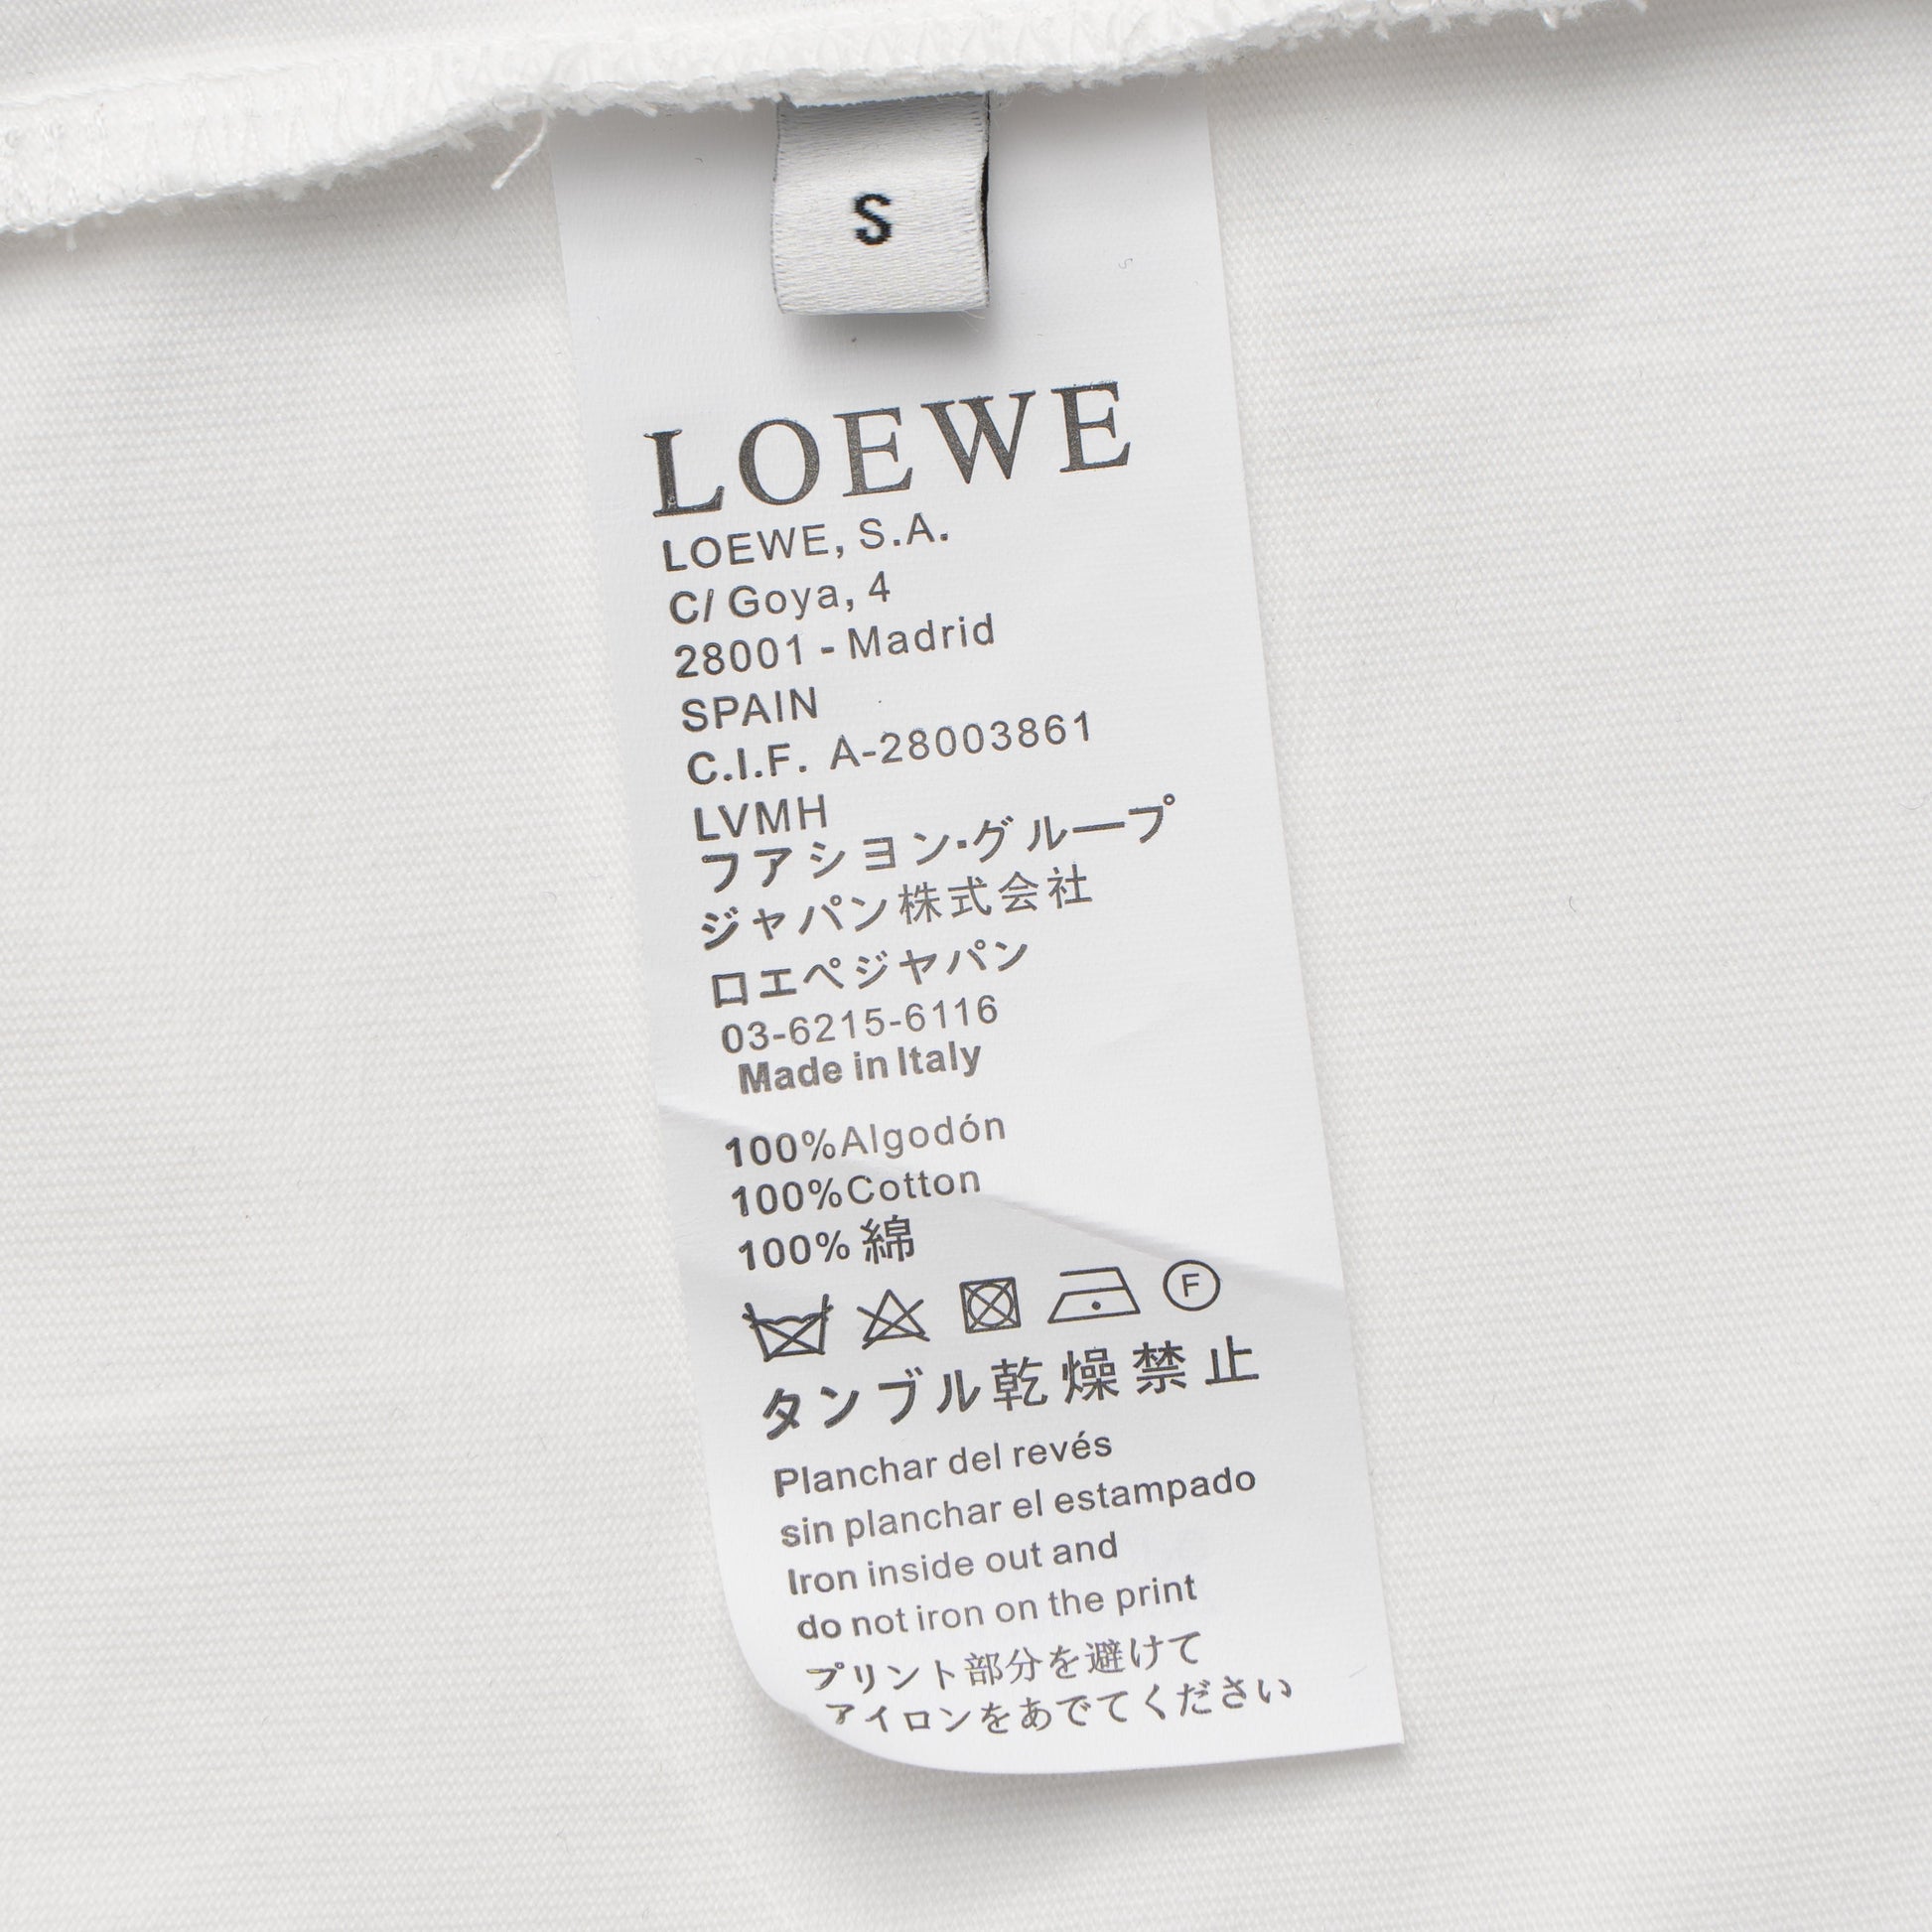 S
LOEWE
LOEWE, S.A.
C/ Goya, 4
28001 - Madrid
SPAIN
C.I.F. A-28003861
LVMH
フアシヨン･グループ
ジャパン株式会社
ロエペジヤパン
03-6215-6116
Made in Italy
100%Algodón
100%Cotton
100% 綿
F
タンブル乾燥禁止
Planchar del revés
sin planchar el estampado
Iron inside out and
do not iron on the print
プリント部分を避けて
アイロンをあでてください